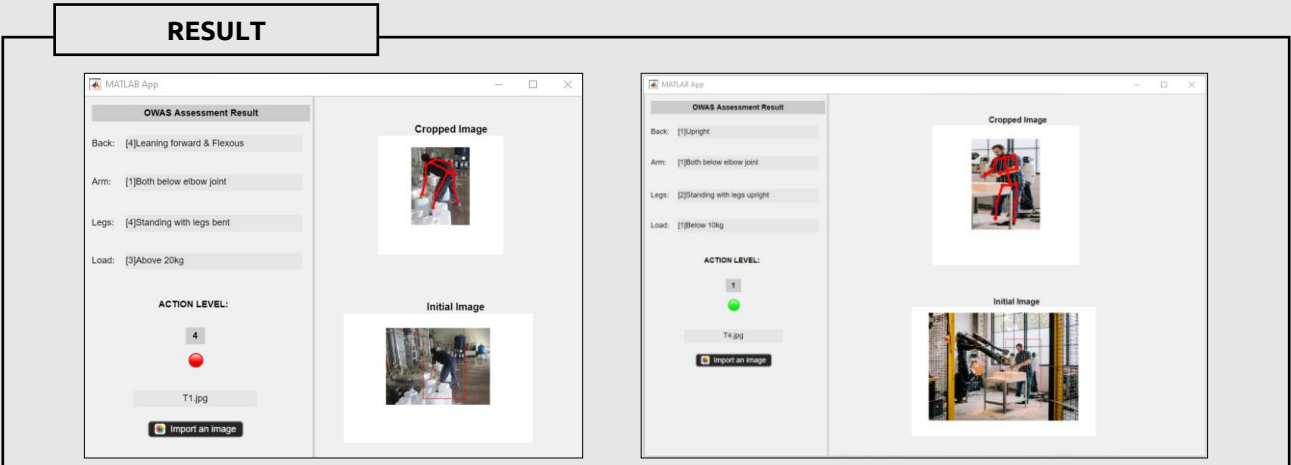 RESULT
MATLAB App
OWAS Assessment Result
Back: [4]Leaning forward & Flexous
Arm: [1]Both below elbow joint
Legs: [4]Standing with legs bent
Load: [3]Above 20kg
ACTION LEVEL:
4
T1.jpg
Import an image
Cropped Image
Initial Image
MATLAB App
OWAS Assessment Result
Back: [1]Upright
Arm: [1]Both below elbow joint
Legs: [2]Standing with legs upright
Load: [1]Below 10kg
ACTION LEVEL:
1
T4.jpg
Import an image
Cropped Image
Initial Image